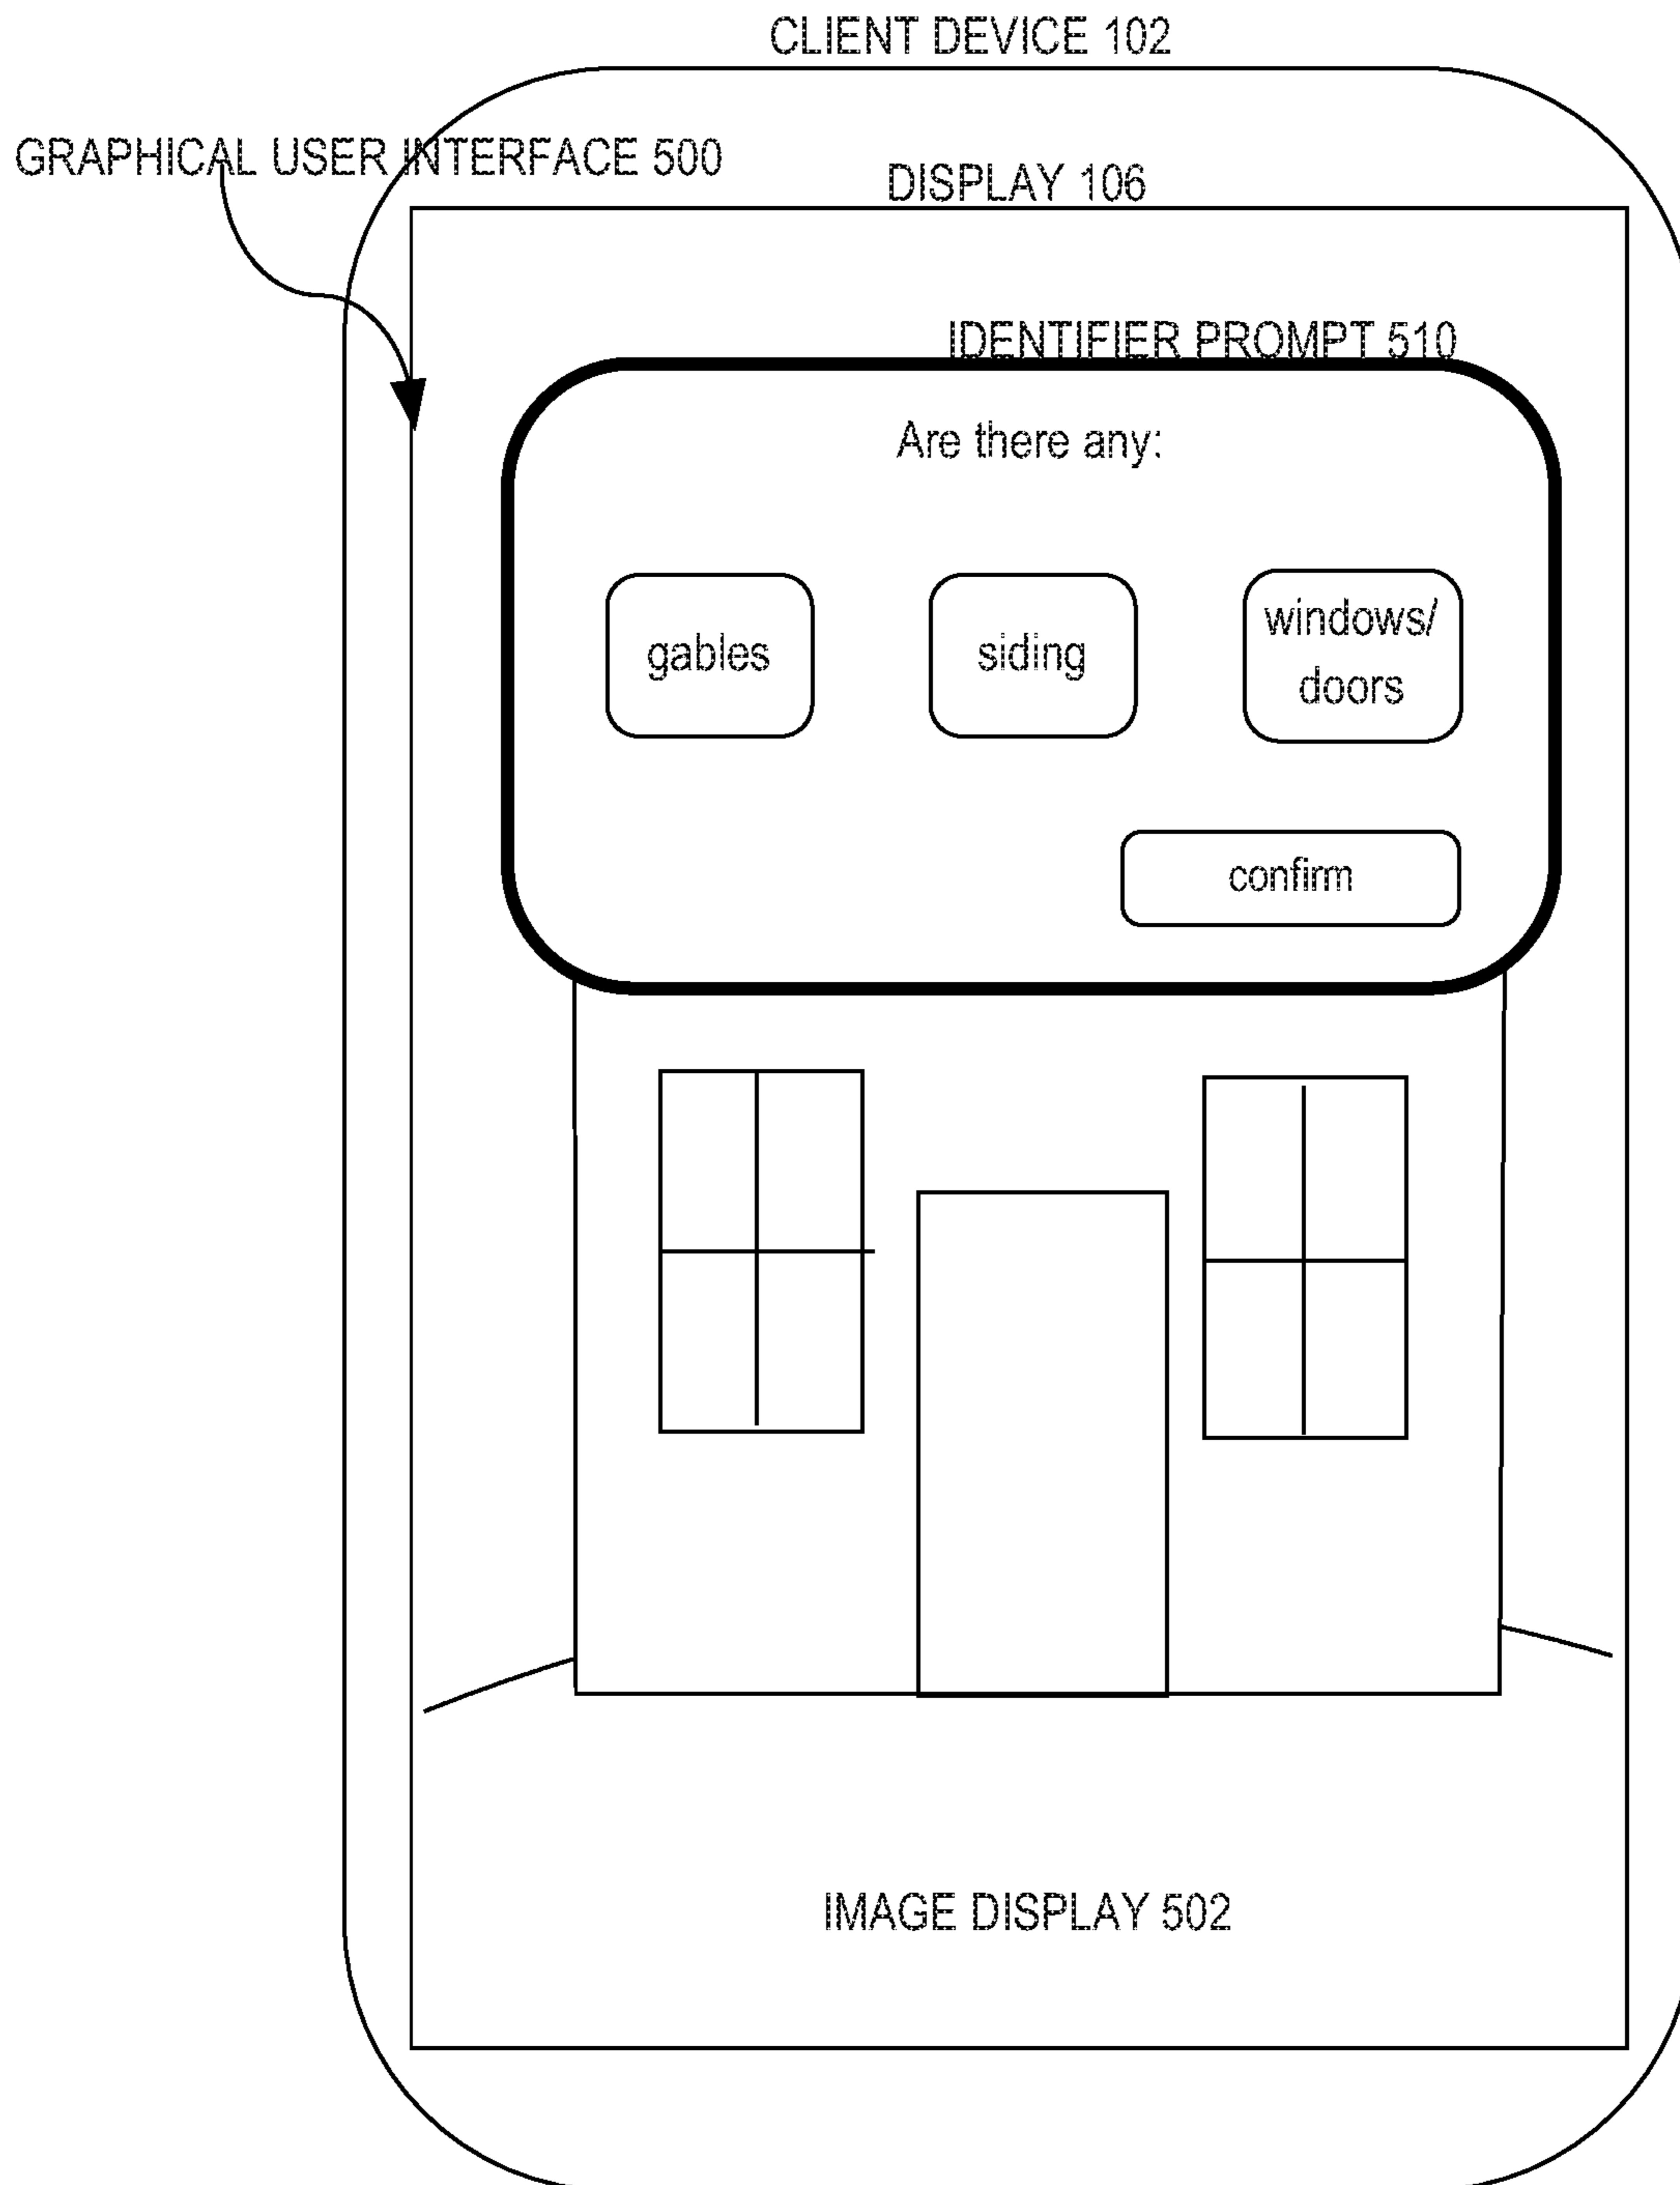 CLIENT DEVICE 102
GRAPHICAL USER INTERFACE 500
DISPLAY 106
IDENTIFIER PROMPT 510
Are there any:
gables
siding
windows/
doors
confirm
IMAGE DISPLAY 502